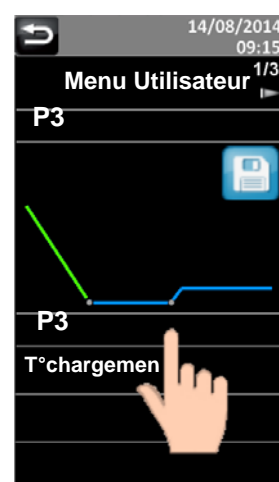 14/08/2014
09:15
1/3
Menu Utilisateur
P3
P3
T°chargemen